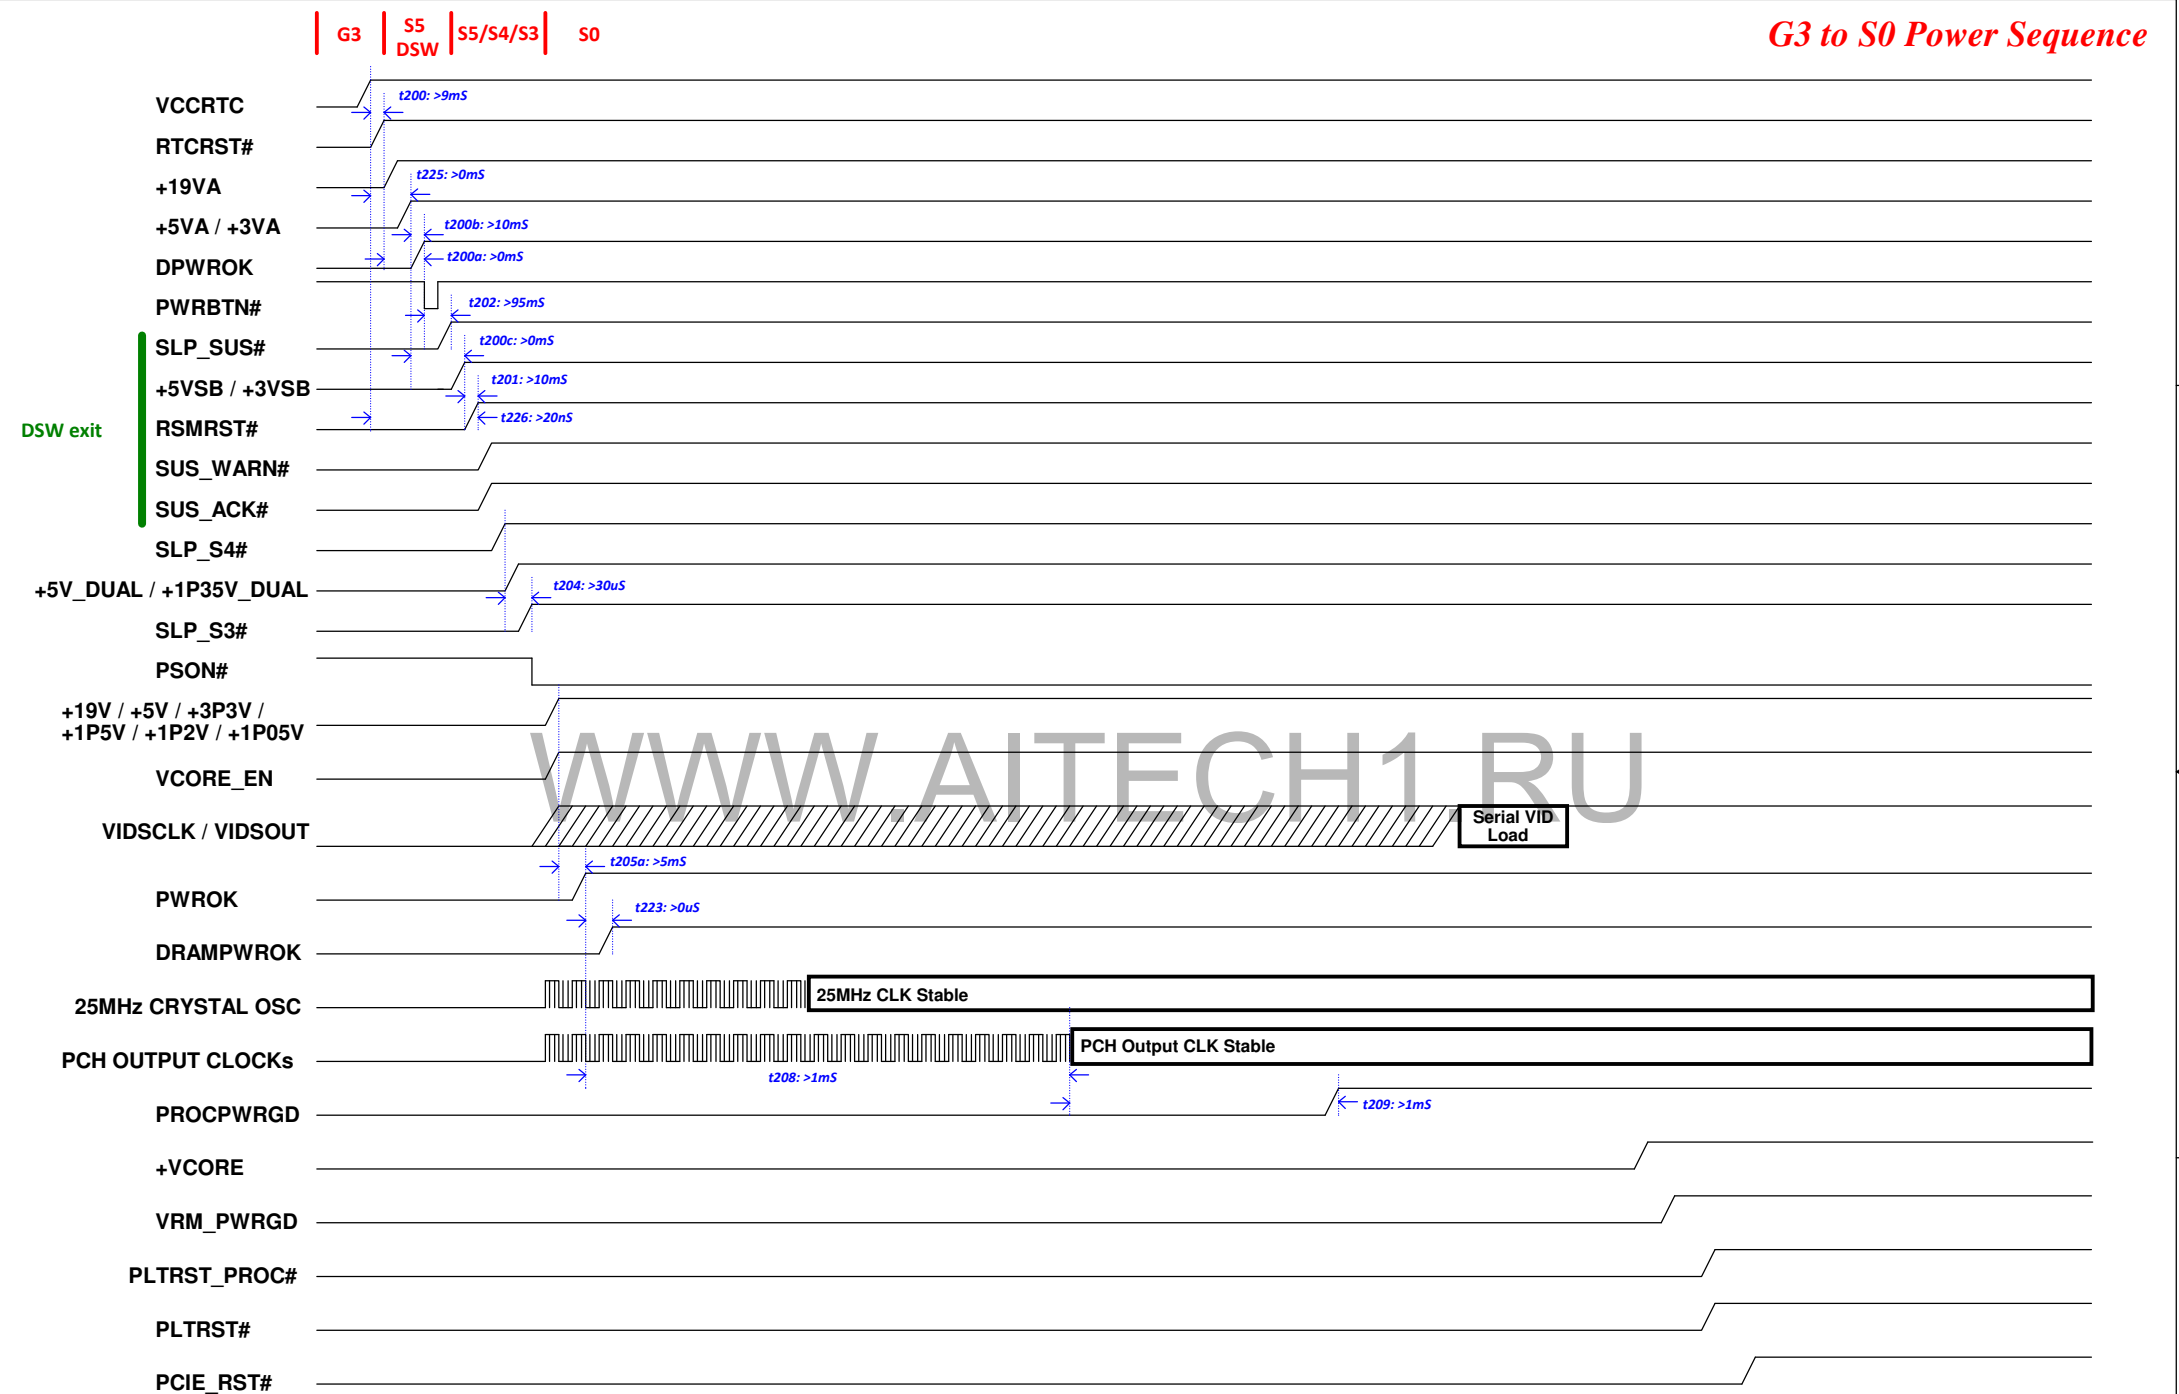 G3
S5
DSW
S5/S4/S3
S0
G3 to S0 Power Sequence
VCCRTC
t200: >9mS
RTCRST#
+19VA
t225: >0mS
+5VA / +3VA
t200b: >10mS
DPWROK
t200a: >0mS
PWRBTN#
t202: >95mS
SLP_SUS#
t200c: >0mS
+5VSB / +3VSB
t201: >10mS
DSW exit
RSMRST#
t226: >20nS
SUS_WARN#
SUS_ACK#
SLP_S4#
+5V_DUAL / +1P35V_DUAL
t204: >30uS
SLP_S3#
PSON#
+19V / +5V / +3P3V /
+1P5V / +1P2V / +1P05V
WWW.AITECH1.RU
VCORE_EN
VIDSCLK / VIDSOUT
Serial VID
Load
t205a: >5mS
PWROK
t223: >0uS
DRAMPWROK
25MHz CRYSTAL OSC
25MHz CLK Stable
PCH OUTPUT CLOCKs
PCH Output CLK Stable
t208: >1mS
PROCPWRGD
t209: >1mS
+VCORE
VRM_PWRGD
PLTRST_PROC#
PLTRST#
PCIE_RST#